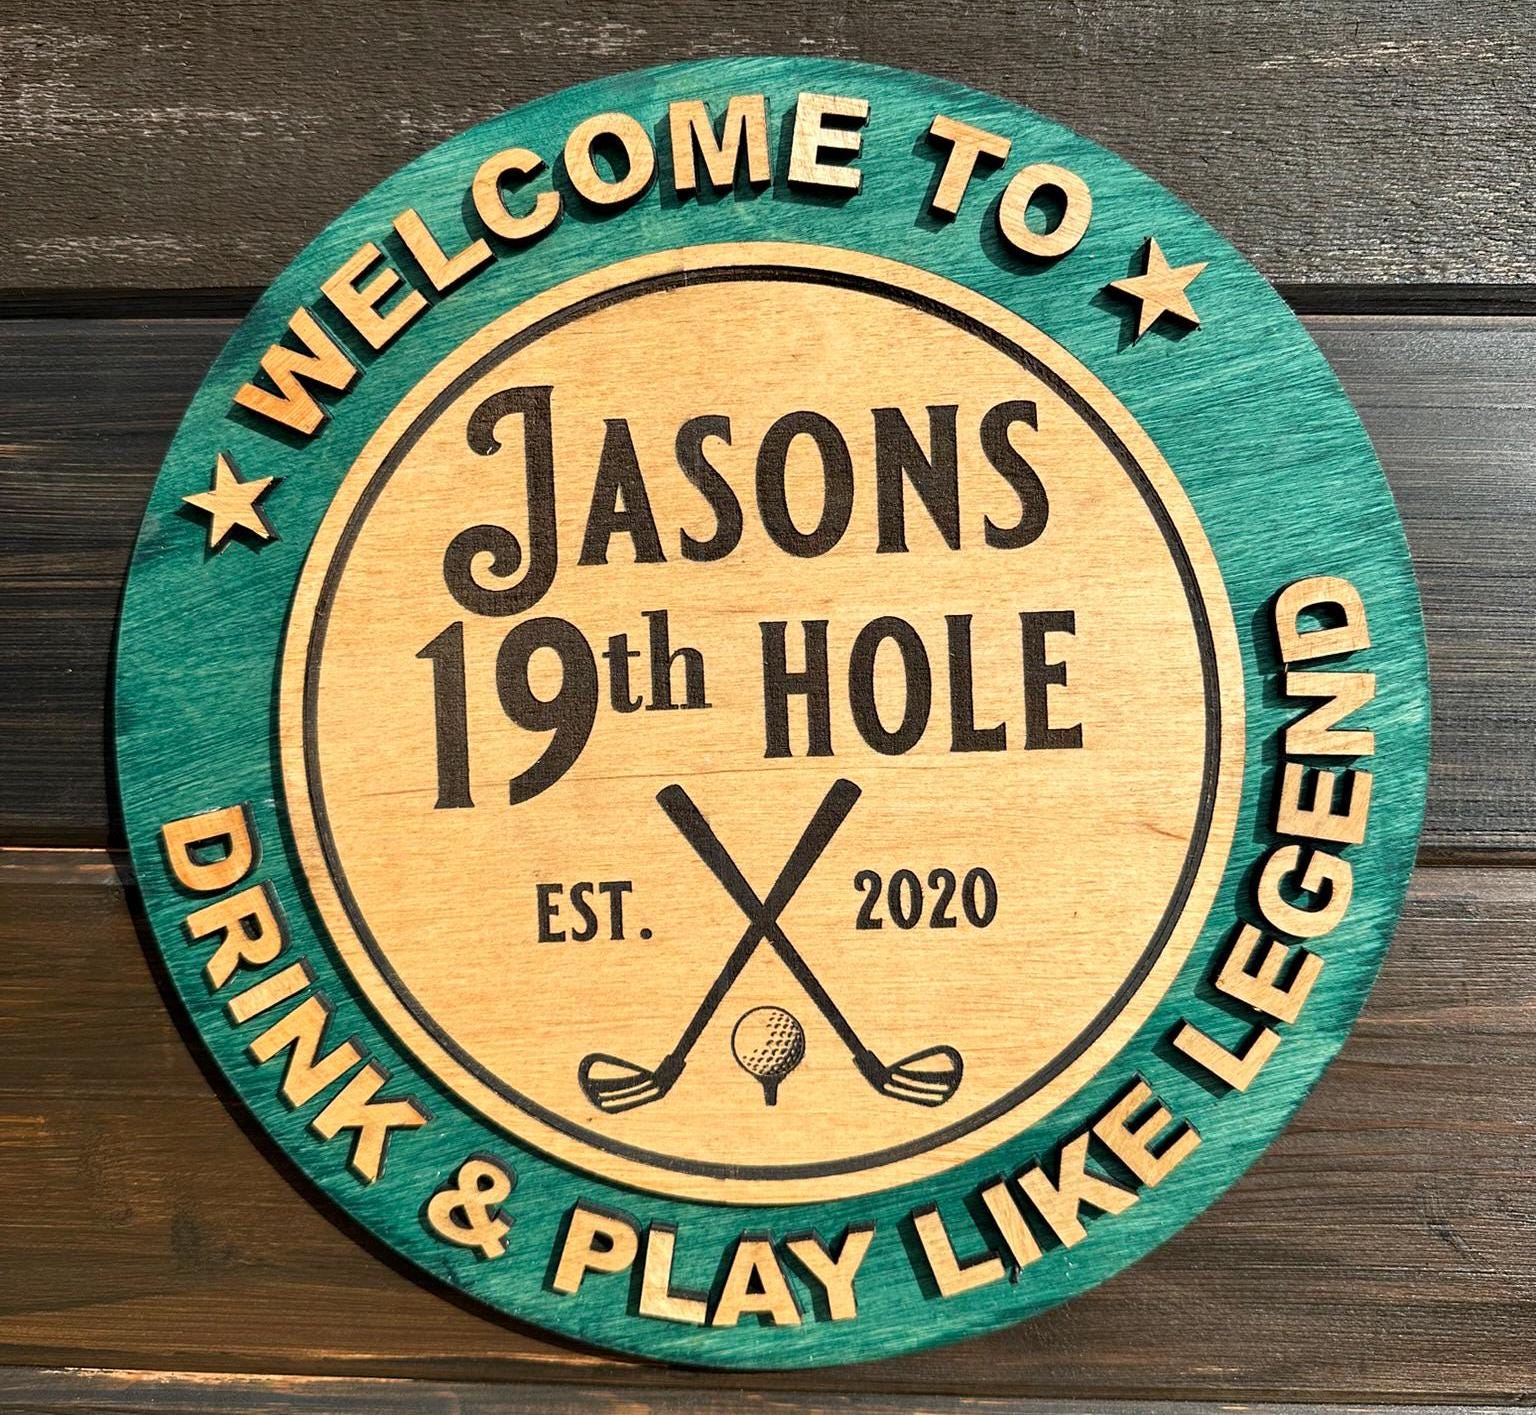 WELCOME TO
JASONS
19th HOLE
EST. 2020
DRINK & PLAY LIKE LEGEND